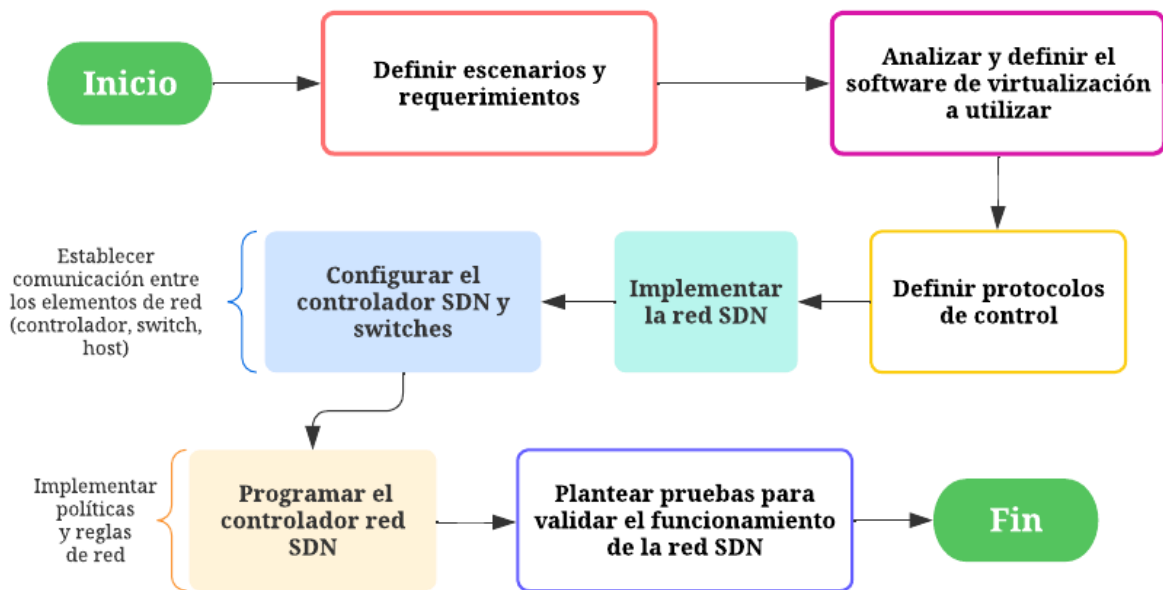 Inicio
Definir escenarios y
requerimientos
Analizar y definir el
software de virtualización
a utilizar
Definir protocolos
de control
Implementar
la red SDN
Configurar el
controlador SDN y
switches
Establecer
comunicación entre
los elementos de red
(controlador, switch,
host)
Implementar
políticas
y reglas
de red
Programar el
controlador red
SDN
Plantear pruebas para
validar el funcionamiento
de la red SDN
Fin